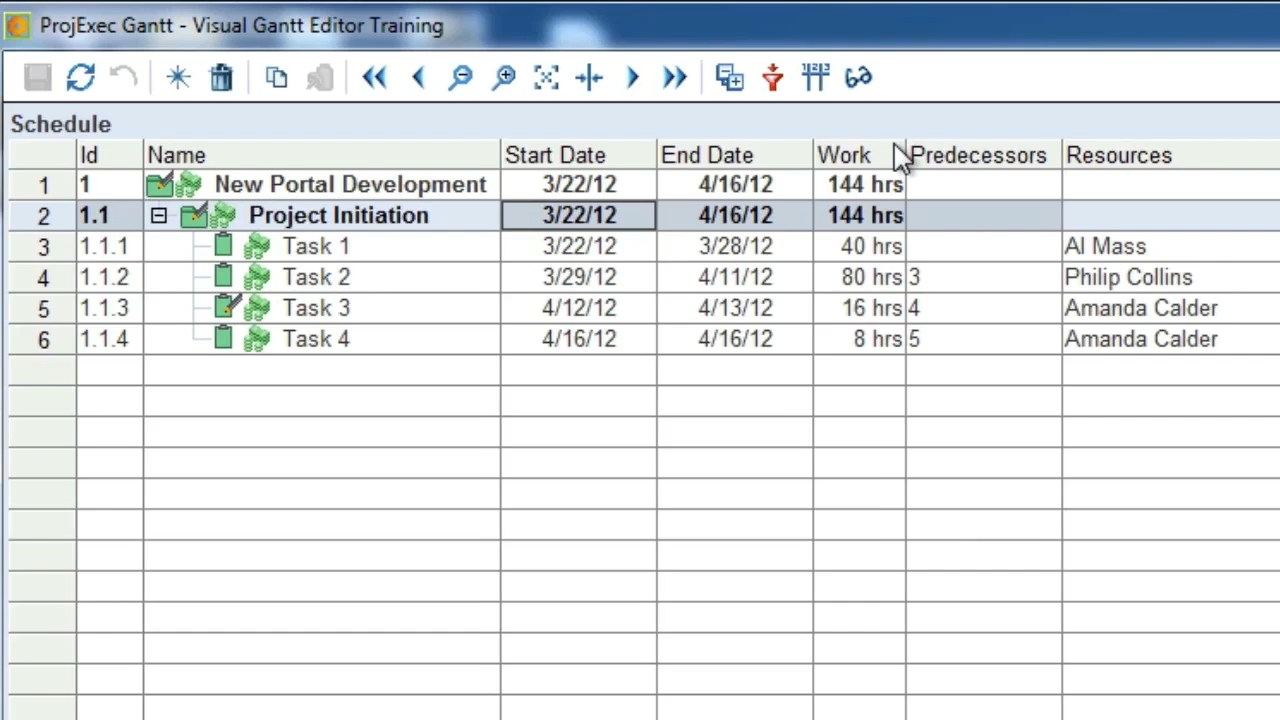 ProjExec Gantt - Visual Gantt Editor Training
Schedule
Id Name Start Date End Date Work Predecessors Resources
1 1 New Portal Development 3/22/12 4/16/12 144 hrs
2 1.1 Project Initiation 3/22/12 4/16/12 144 hrs
3 1.1.1 Task 1 3/22/12 3/28/12 40 hrs Al Mass
4 1.1.2 Task 2 3/29/12 4/11/12 80 hrs 3 Philip Collins
5 1.1.3 Task 3 4/12/12 4/13/12 16 hrs 4 Amanda Calder
6 1.1.4 Task 4 4/16/12 4/16/12 8 hrs 5 Amanda Calder